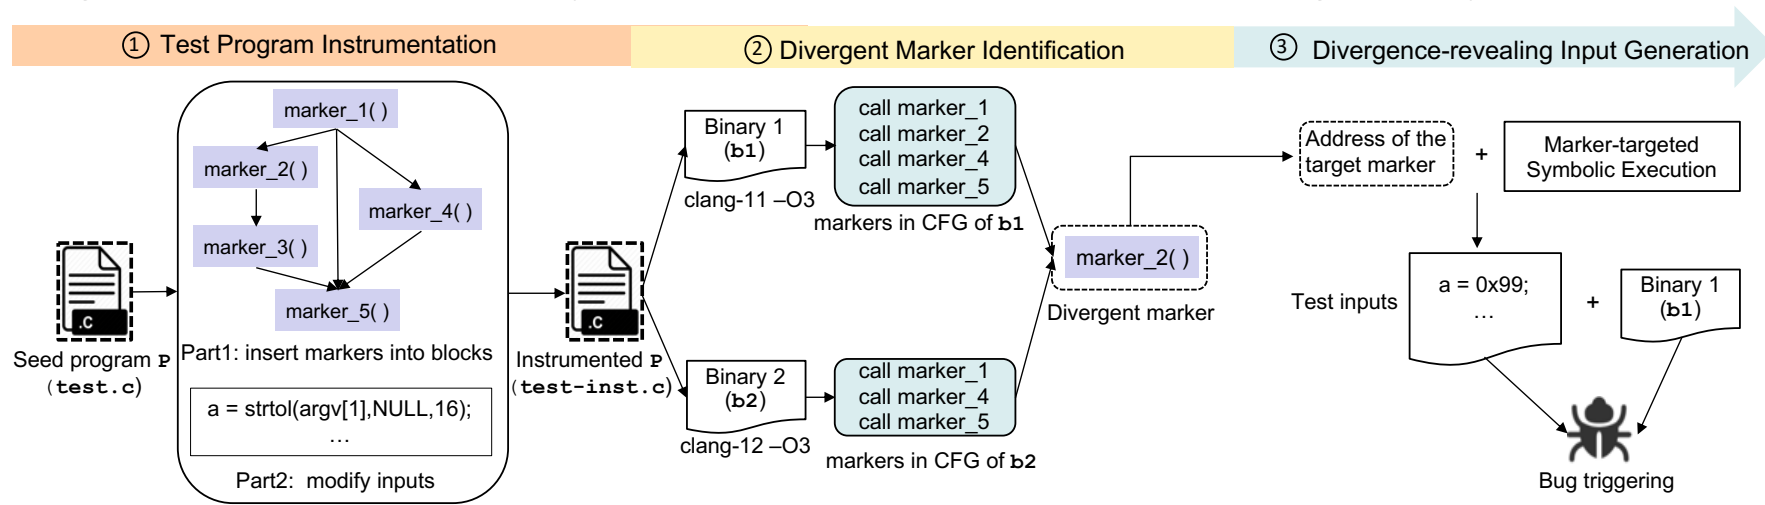 ① Test Program Instrumentation
② Divergent Marker Identification
③ Divergence-revealing Input Generation
marker_1( )
marker_2( )
marker_4( )
marker_3( )
marker_5( )
.C
Seed program P
(test.c)
Part1: insert markers into blocks
a = strtol(argv[1],NULL,16);
…
Part2: modify inputs
.C
Instrumented P
(test-inst.c)
Binary 1
(b1)
clang-11 –O3
call marker_1
call marker_2
call marker_4
call marker_5
markers in CFG of b1
Binary 2
(b2)
clang-12 –O3
call marker_1
call marker_4
call marker_5
markers in CFG of b2
marker_2( )
Divergent marker
Address of the
target marker
+
Marker-targeted
Symbolic Execution
Test inputs
a = 0x99;
…
+
Binary 1
(b1)
Bug triggering